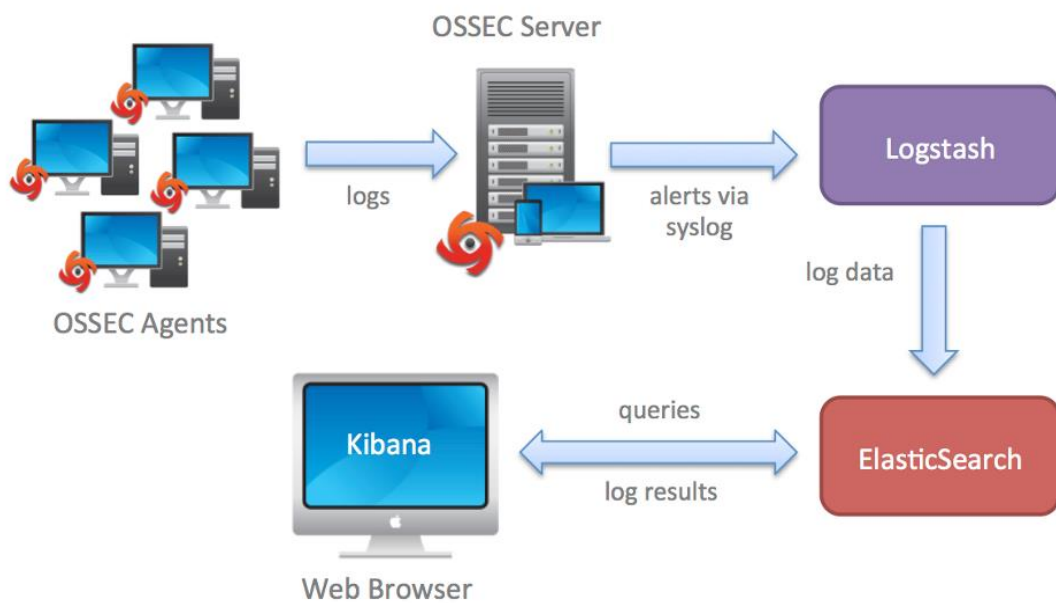 OSSEC Server
Logstash
logs
alerts via
syslog
OSSEC Agents
log data
Kibana
queries
log results
ElasticSearch
Web Browser